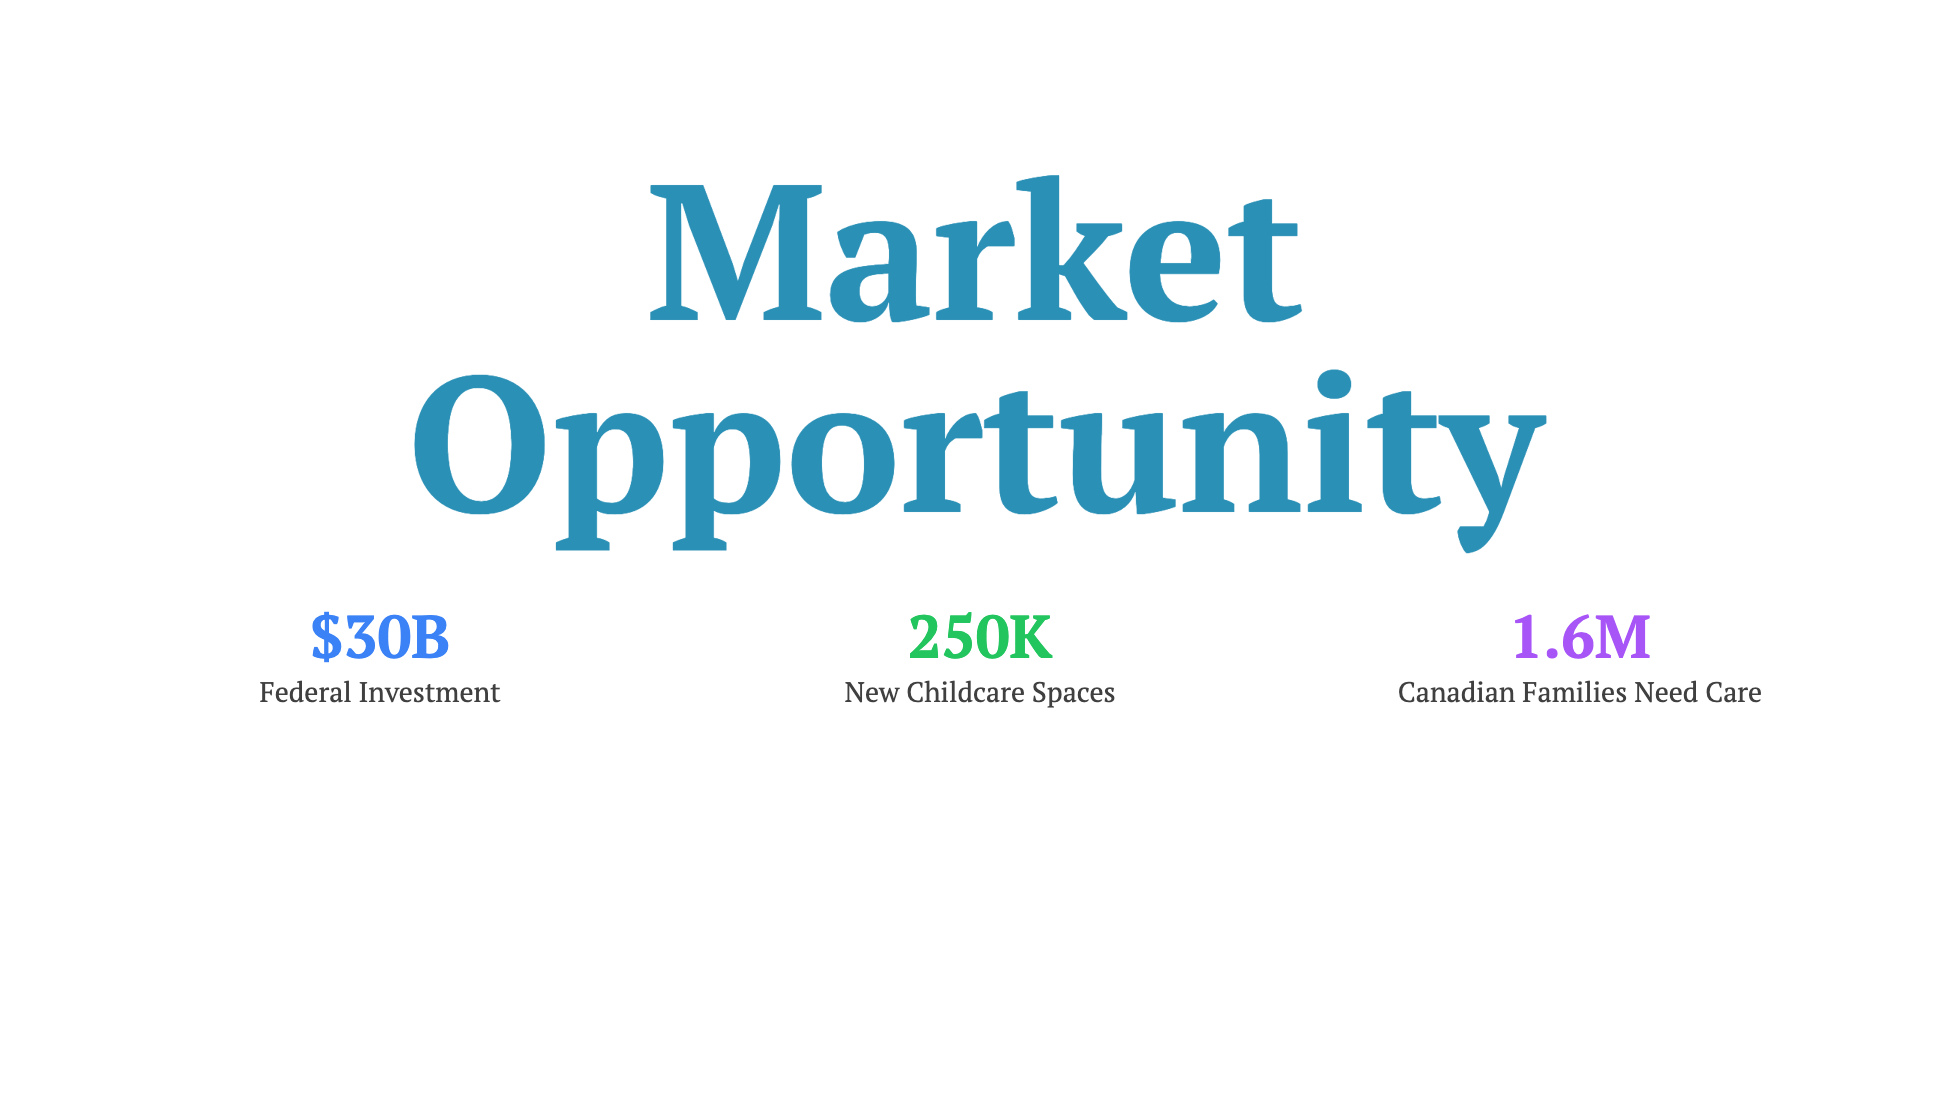 Market
Opportunity
$30B
250K
1.6M
Federal Investment
New Childcare Spaces
Canadian Families Need Care